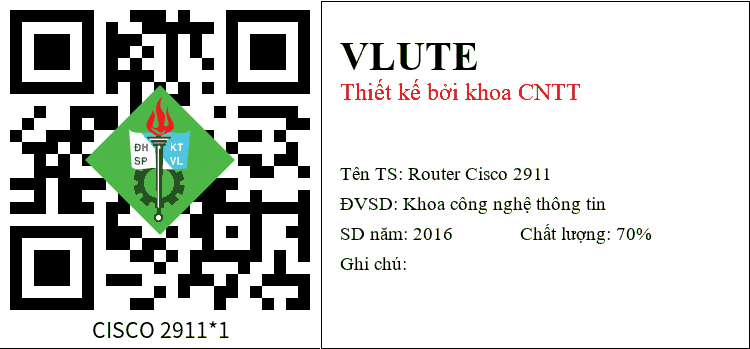 ĐH KT
SP VL
CISCO 2911*1
VLUTE
Thiết kế bởi khoa CNTT
Tên TS: Router Cisco 2911
ĐVSD: Khoa công nghệ thông tin
SD năm: 2016 Chất lượng: 70%
Ghi chú: